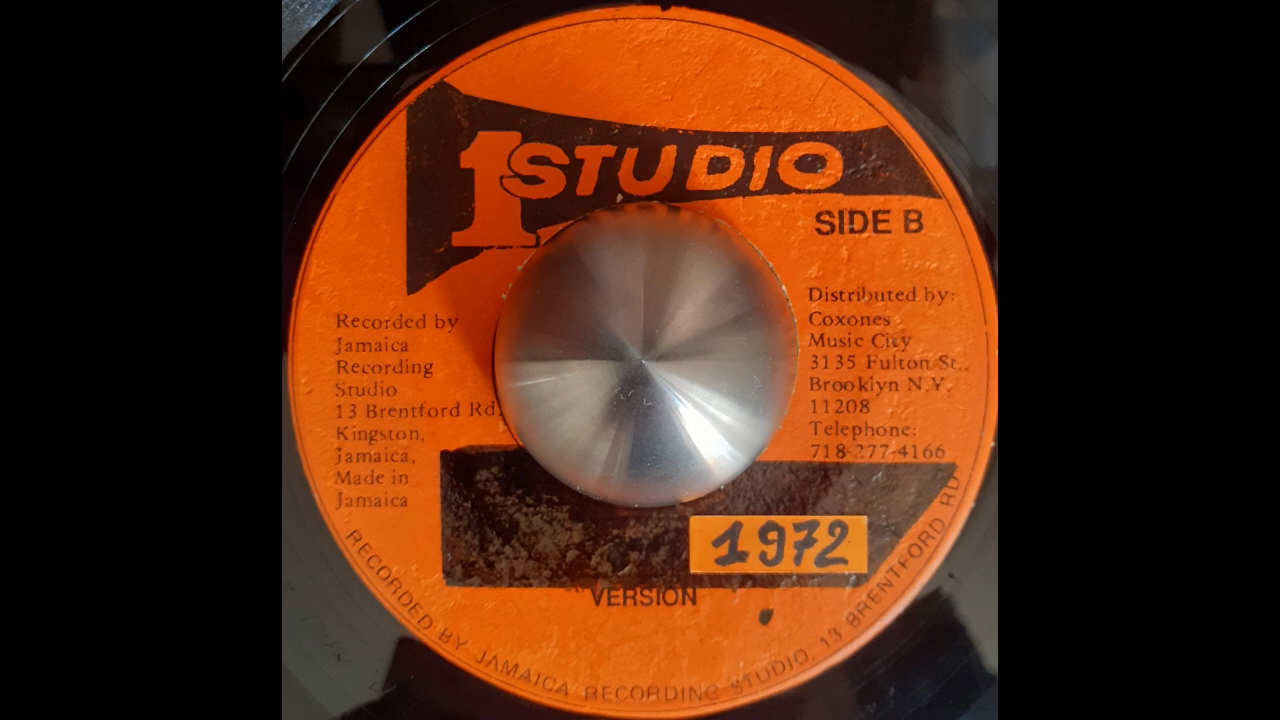 1 STUDIO
SIDE B
Recorded by
Jamaica
Recording
Studio
13 Brentford Rd.
Kingston,
Jamaica,
Made in
Jamaica
Distributed by:
Coxones
Music City
3135 Fulton St.,
Brooklyn N.Y.
11208
Telephone:
718-277-4166
1972
VERSION
RECORDED BY JAMAICA RECORDING STUDIO, 13 BRENTFORD RD